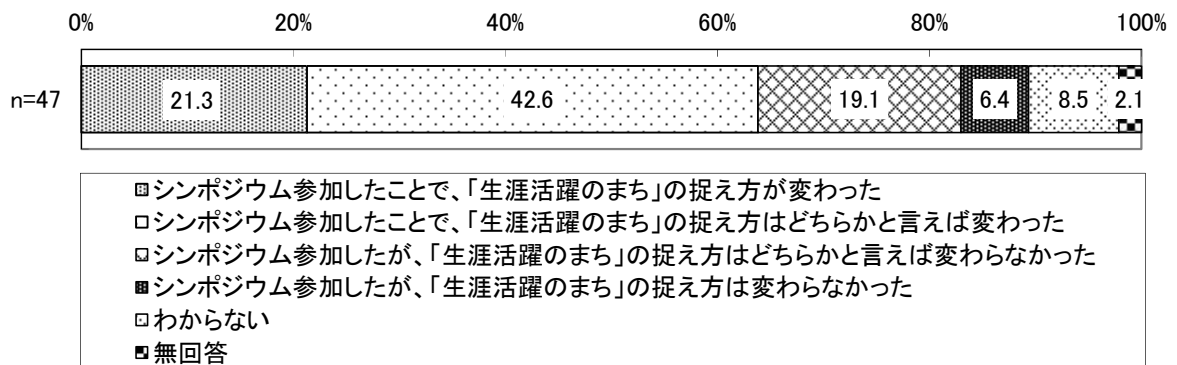 0% 20% 40% 60% 80% 100%
n=47 21.3 42.6 19.1 6.4 8.5 2.1
シンポジウム参加したことで、「生涯活躍のまち」の捉え方が変わった
シンポジウム参加したことで、「生涯活躍のまち」の捉え方はどちらかと言えば変わった
シンポジウム参加したが、「生涯活躍のまち」の捉え方はどちらかと言えば変わらなかった
シンポジウム参加したが、「生涯活躍のまち」の捉え方は変わらなかった
わからない
無回答